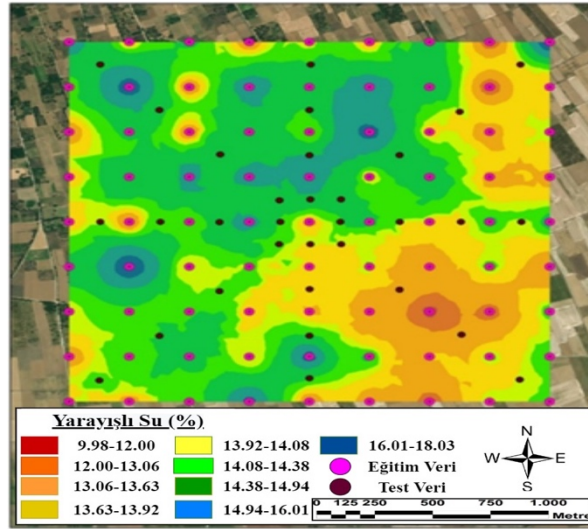 Yarayışlı Su (%)
9.98-12.00
12.00-13.06
13.06-13.63
13.63-13.92
13.92-14.08
14.08-14.38
14.38-14.94
14.94-16.01
16.01-18.03
Eğitim Veri
Test Veri
N
W E
S
0 125 250 500 750 1.000
Metre